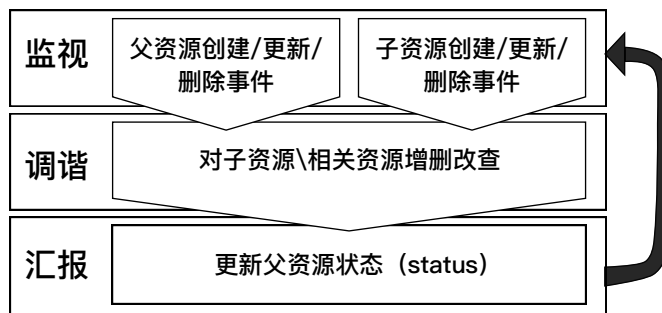 监视
父资源创建/更新/
删除事件
子资源创建/更新/
删除事件
调谐
对子资源\相关资源增删改查
汇报
更新父资源状态（status）